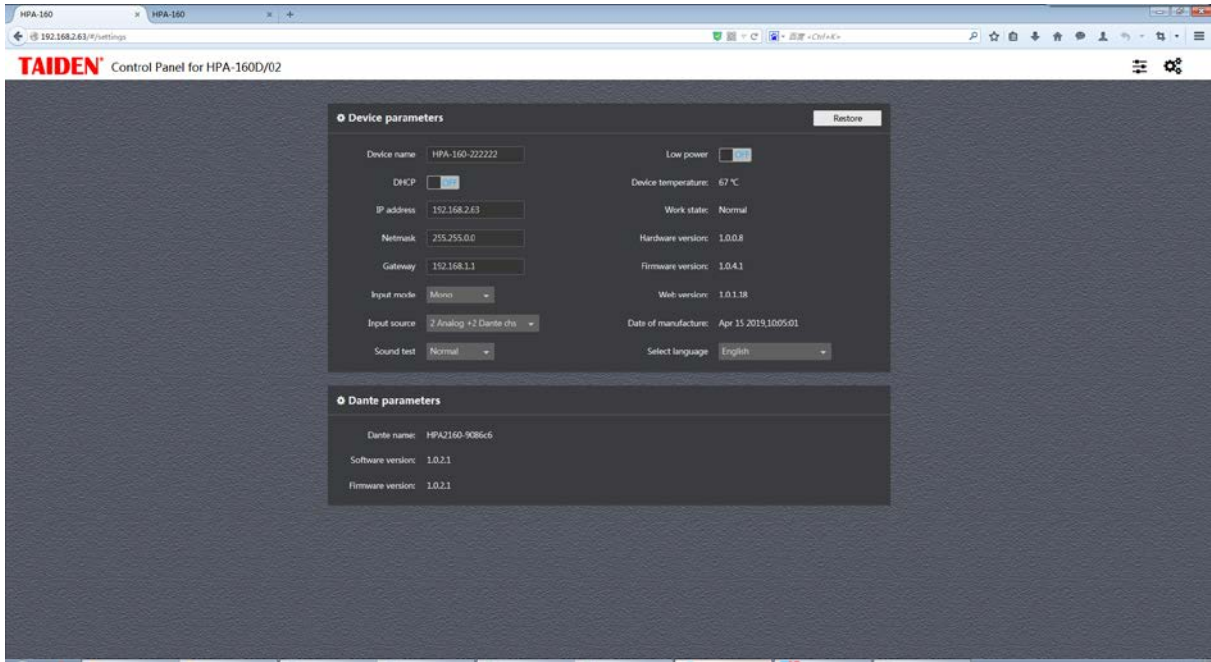 HPA-160 × HPA-160 × +
192.168.2.63/#/settings 百度 <Ctrl+K>
TAIDEN® Control Panel for HPA-160D/02
Device parameters Restore
Device name HPA-160-222222 Low power OFF
DHCP OFF Device temperature: 67 ℃
IP address 192.168.2.63 Work state: Normal
Netmask 255.255.0.0 Hardware version: 1.0.0.8
Gateway 192.168.1.1 Firmware version: 1.0.4.1
Input mode Mono Web version: 1.0.1.18
Input source 2 Analog +2 Dante chs Date of manufacture: Apr 15 2019,10:05:01
Sound test Normal Select language English
Dante parameters
Dante name: HPA2160-9086c6
Software version: 1.0.2.1
Firmware version: 1.0.2.1